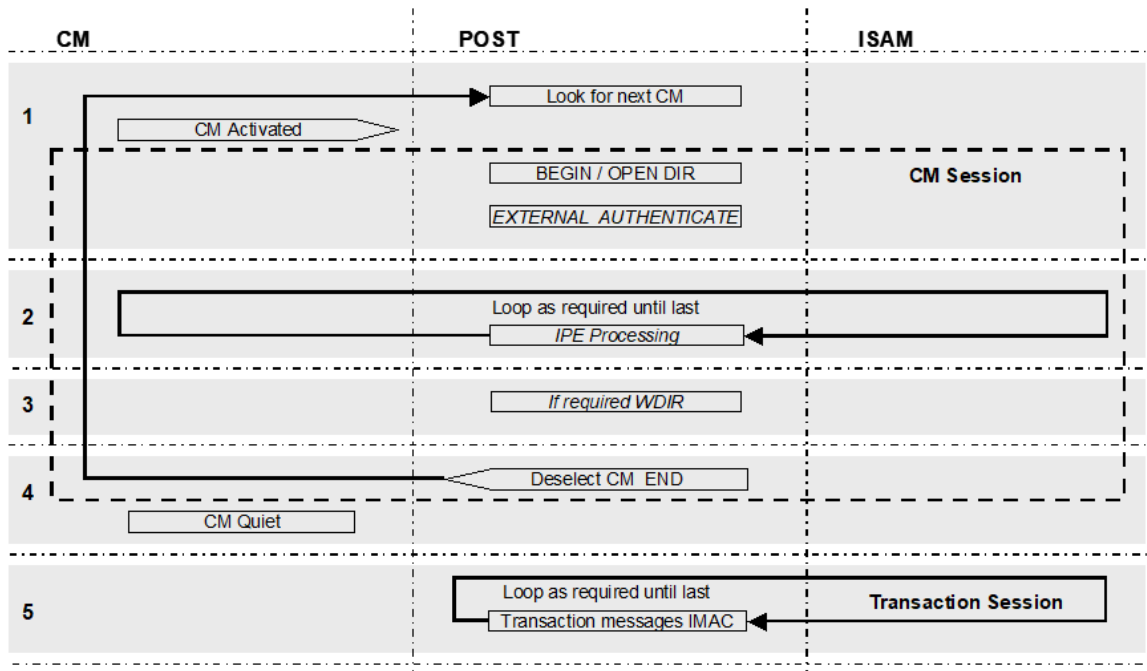 CM
POST
ISAM
1
Look for next CM
CM Activated
BEGIN / OPEN DIR
CM Session
EXTERNAL AUTHENTICATE
2
Loop as required until last
IPE Processing
3
If required WDIR
4
Deselect CM END
CM Quiet
5
Loop as required until last
Transaction Session
Transaction messages IMAC